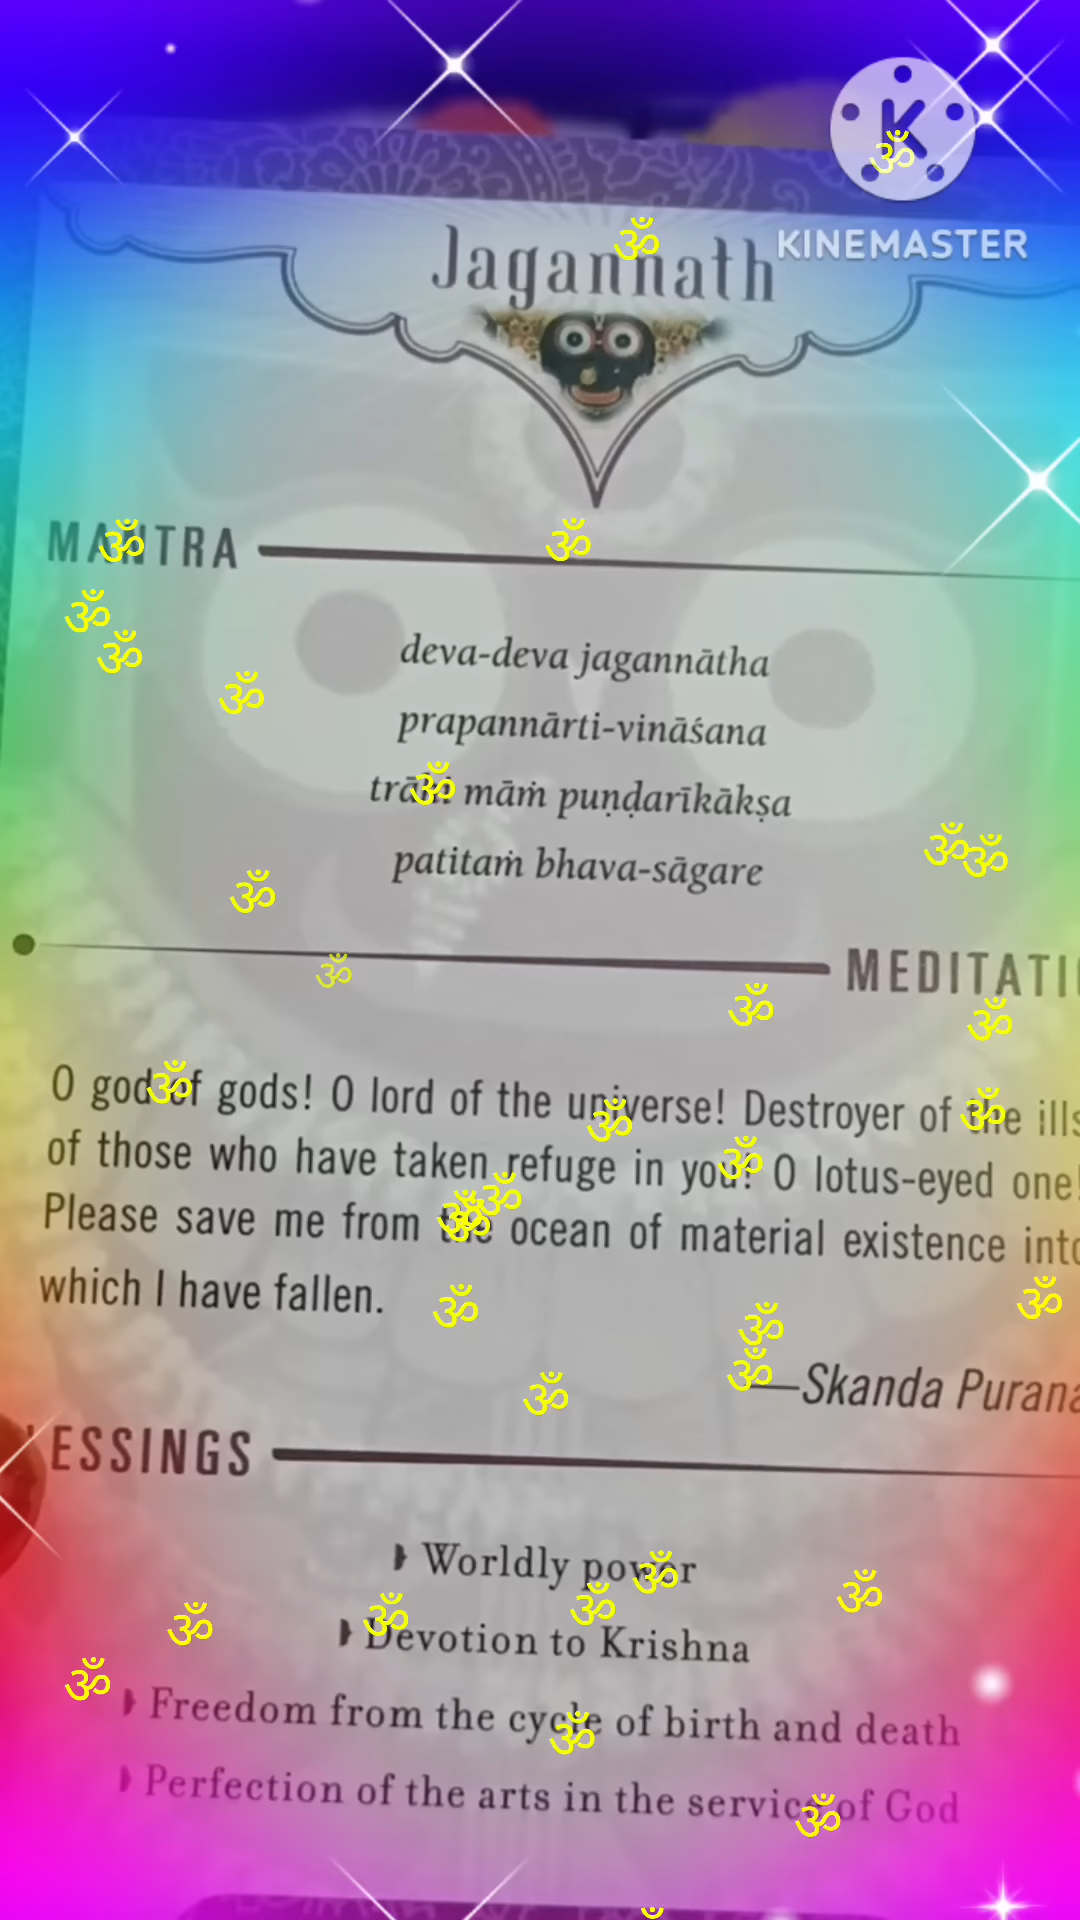 KINEMASTER
Jagannath
MANTRA
deva-deva jagannātha
prapannārti-vināśana
māṁ puṇḍarīkākṣa
patitaṁ bhava-sāgare
MEDITATI
O god of gods! O lord of the universe! Destroyer of the ills
of those who have taken refuge in you! O lotus-eyed one!
Please save me from the ocean of material existence into
which I have fallen.
—Skanda Purana
ESSINGS
Worldly power
Devotion to Krishna
Freedom from the cycle of birth and death
Perfection of the arts in the service of God